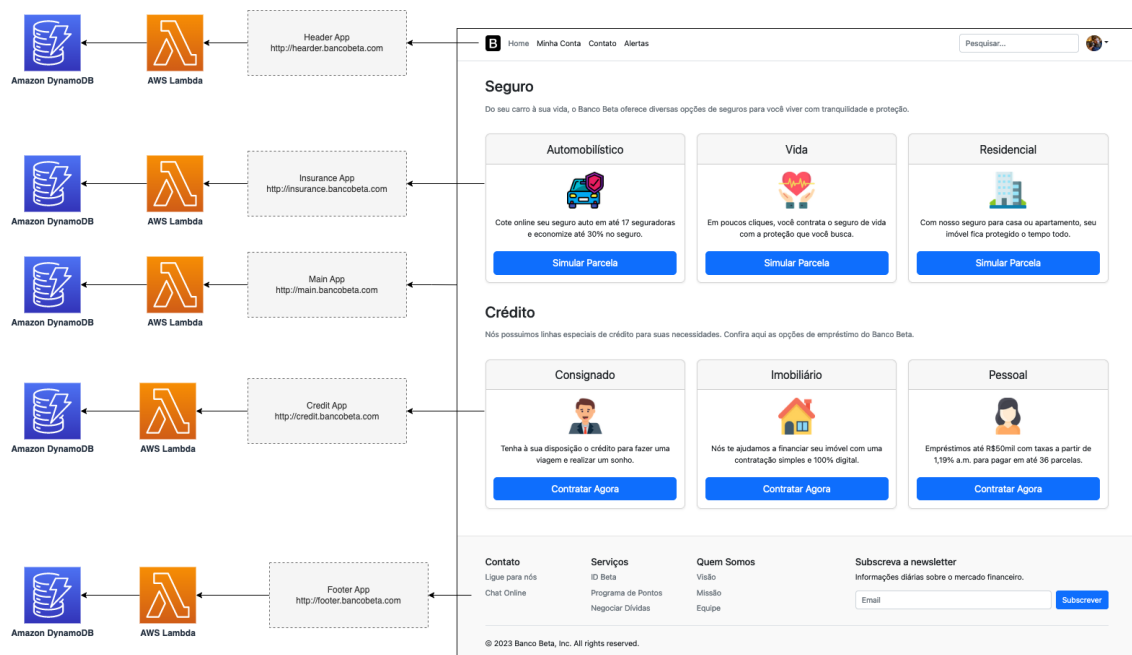 Header App
http://hearder.bancobeta.com
Amazon DynamoDB
AWS Lambda
Insurance App
http://insurance.bancobeta.com
Amazon DynamoDB
AWS Lambda
Main App
http://main.bancobeta.com
Amazon DynamoDB
AWS Lambda
Credit App
http://credit.bancobeta.com
Amazon DynamoDB
AWS Lambda
Footer App
http://footer.bancobeta.com
Amazon DynamoDB
AWS Lambda
B Home Minha Conta Contato Alertas Pesquisar...
Seguro
Do seu carro à sua vida, o Banco Beta oferece diversas opções de seguros para você viver com tranquilidade e proteção.
Automobilístico
Cote online seu seguro auto em até 17 seguradoras
e economize até 30% no seguro.
Simular Parcela
Vida
Em poucos cliques, você contrata o seguro de vida
com a proteção que você busca.
Simular Parcela
Residencial
Com nosso seguro para casa ou apartamento, seu
imóvel fica protegido o tempo todo.
Simular Parcela
Crédito
Nós possuimos linhas especiais de crédito para suas necessidades. Confira aqui as opções de empréstimo do Banco Beta.
Consignado
Tenha à sua disposição o crédito para fazer uma
viagem e realizar um sonho.
Contratar Agora
Imobiliário
Nós te ajudamos a financiar seu imóvel com uma
contratação simples e 100% digital.
Contratar Agora
Pessoal
Empréstimos até R$50mil com taxas a partir de
1,19% a.m. para pagar em até 36 parcelas.
Contratar Agora
Contato
Ligue para nós
Chat Online
Serviços
ID Beta
Programa de Pontos
Negociar Dívidas
Quem Somos
Visão
Missão
Equipe
Subscreva a newsletter
Informações diárias sobre o mercado financeiro.
Email Subscrever
© 2023 Banco Beta, Inc. All rights reserved.